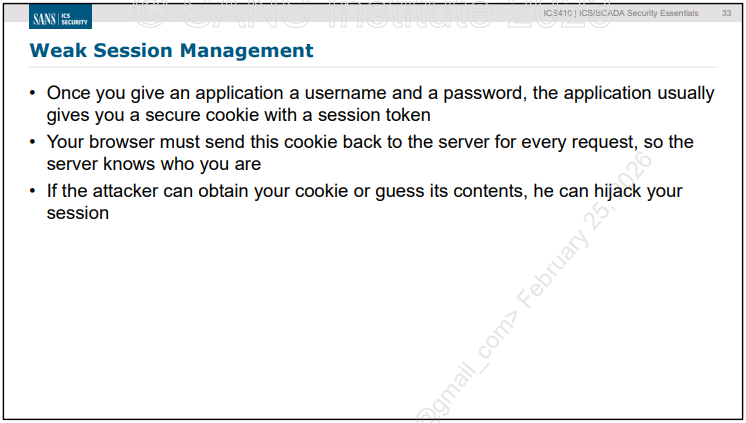 © SANS Institute 2026
SANS | ICS SECURITY
ICS410 | ICS/SCADA Security Essentials 33
Weak Session Management
• Once you give an application a username and a password, the application usually
gives you a secure cookie with a session token
• Your browser must send this cookie back to the server for every request, so the
server knows who you are
• If the attacker can obtain your cookie or guess its contents, he can hijack your
session
@gmail_com> February 25, 2026